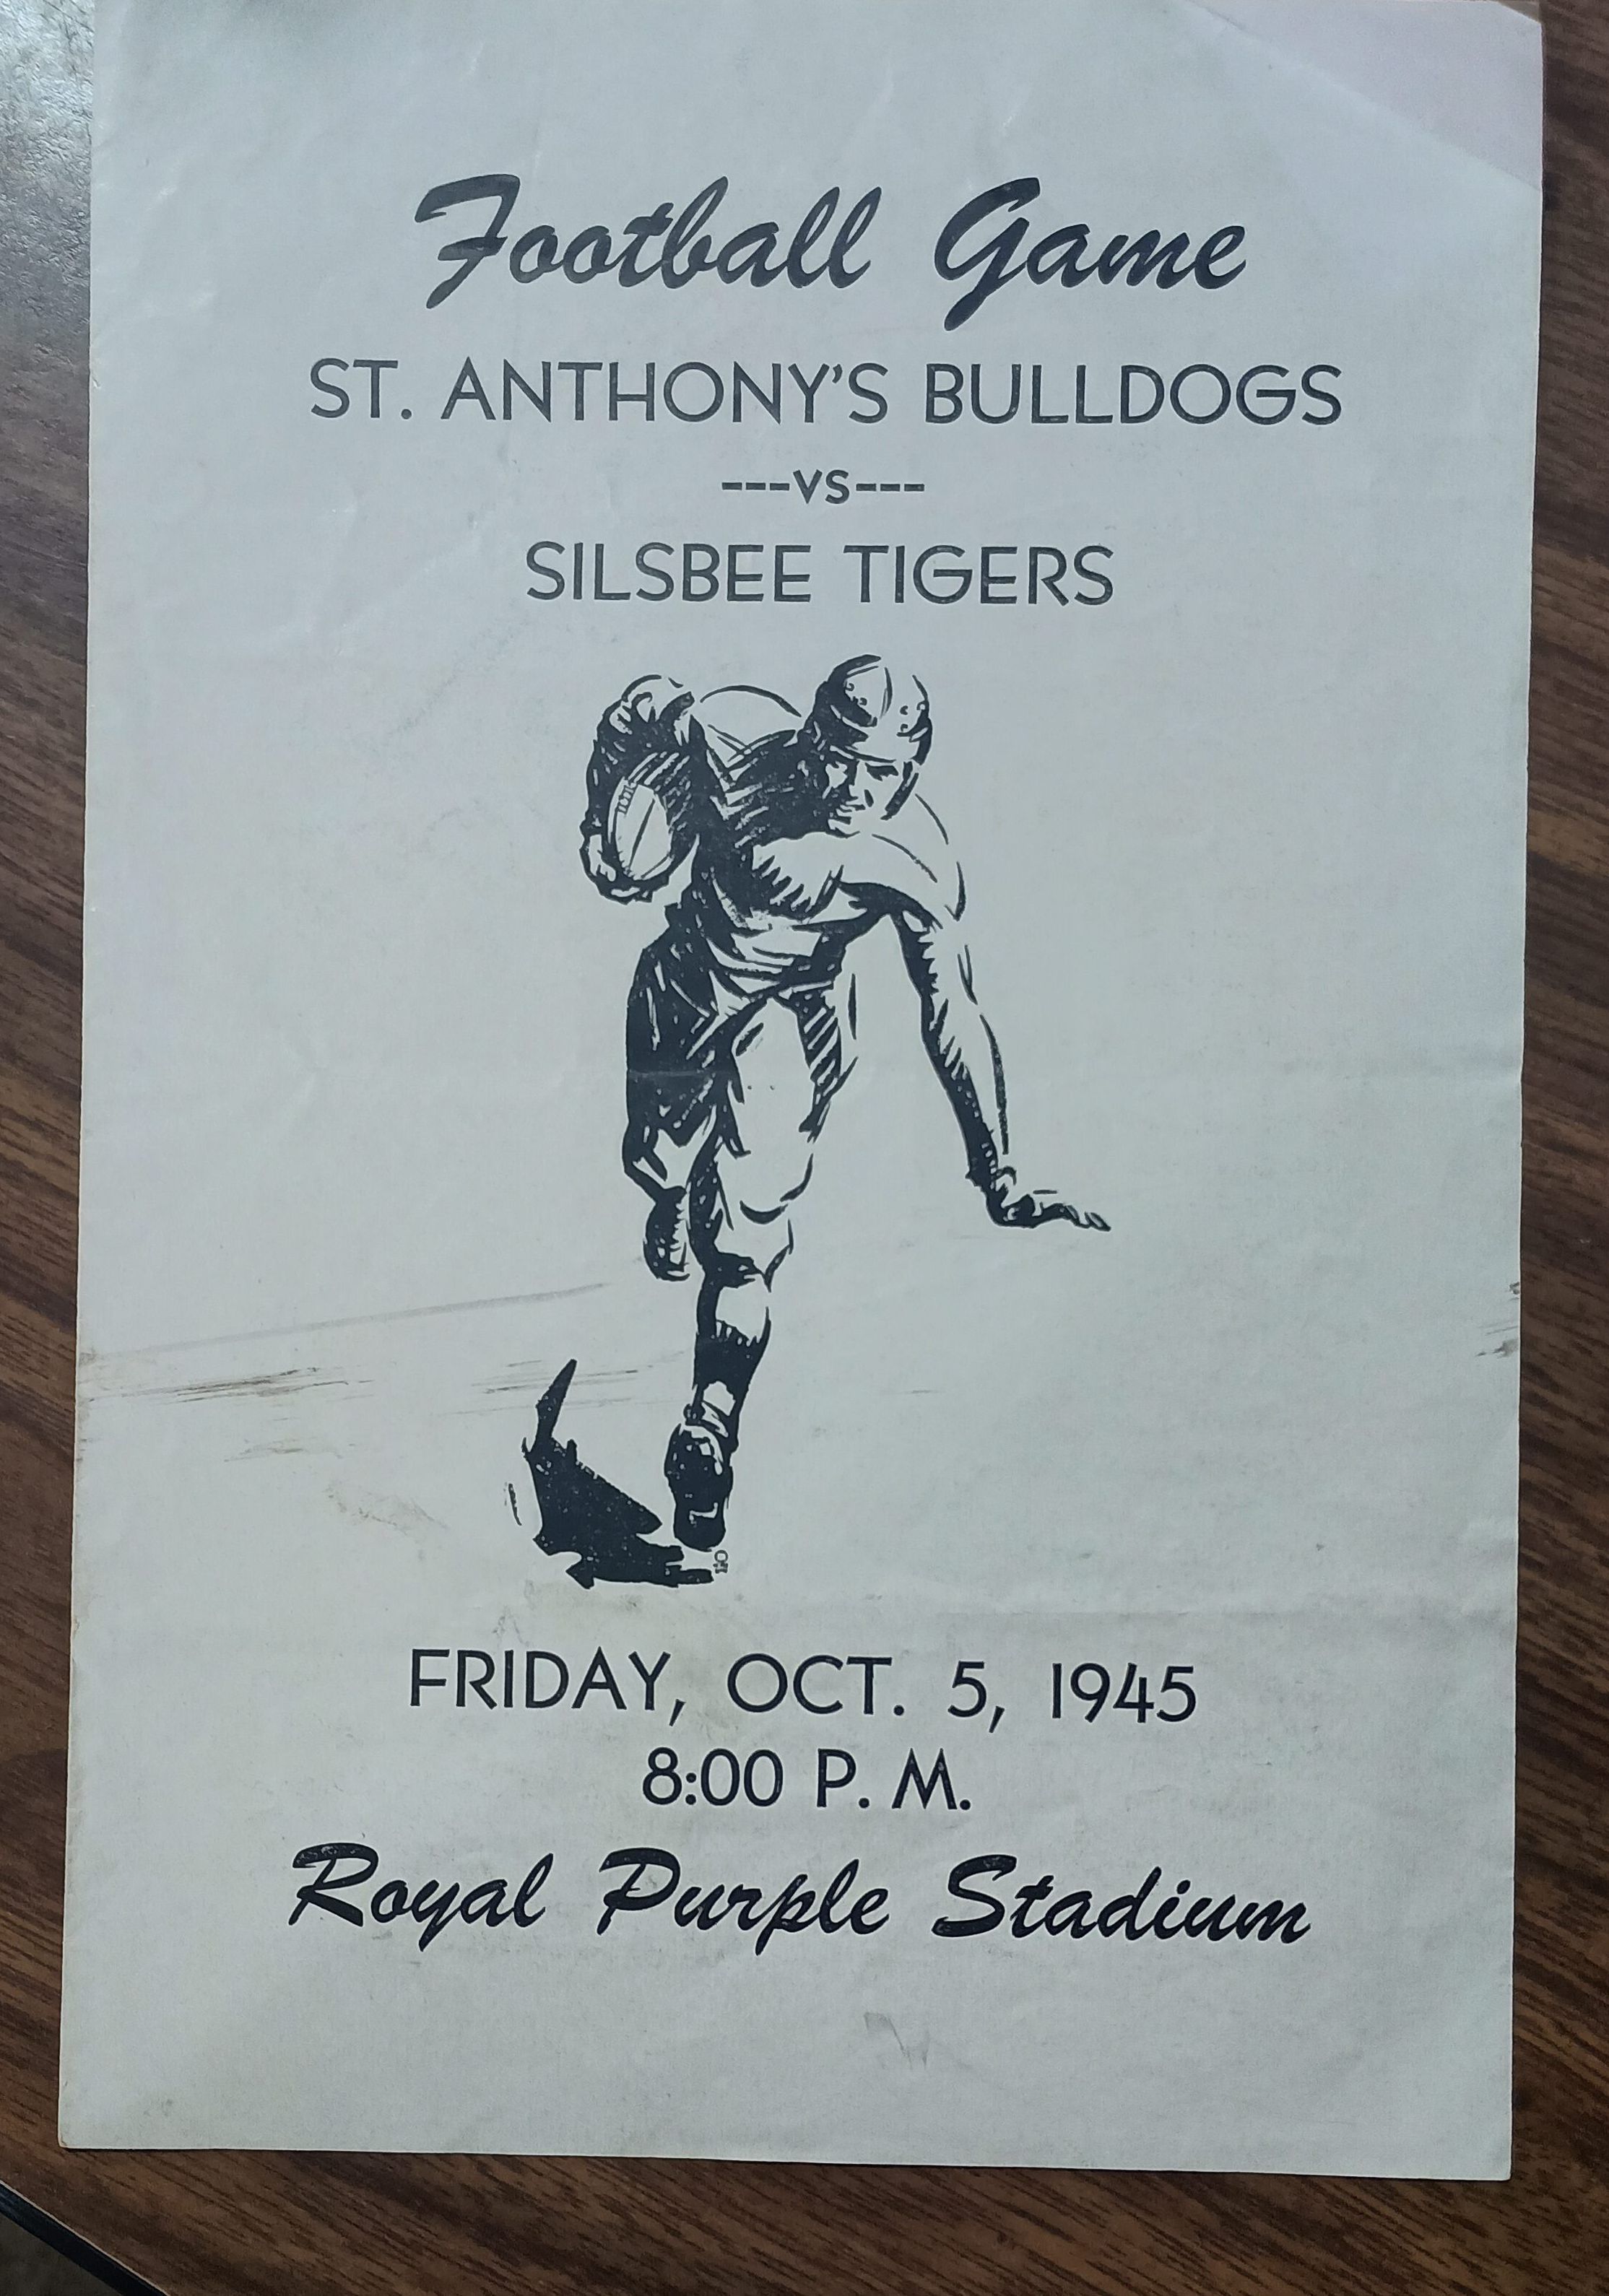 Football Game
ST. ANTHONY'S BULLDOGS
---vs---
SILSBEE TIGERS
FRIDAY, OCT. 5, 1945
8:00 P. M.
Royal Purple Stadium